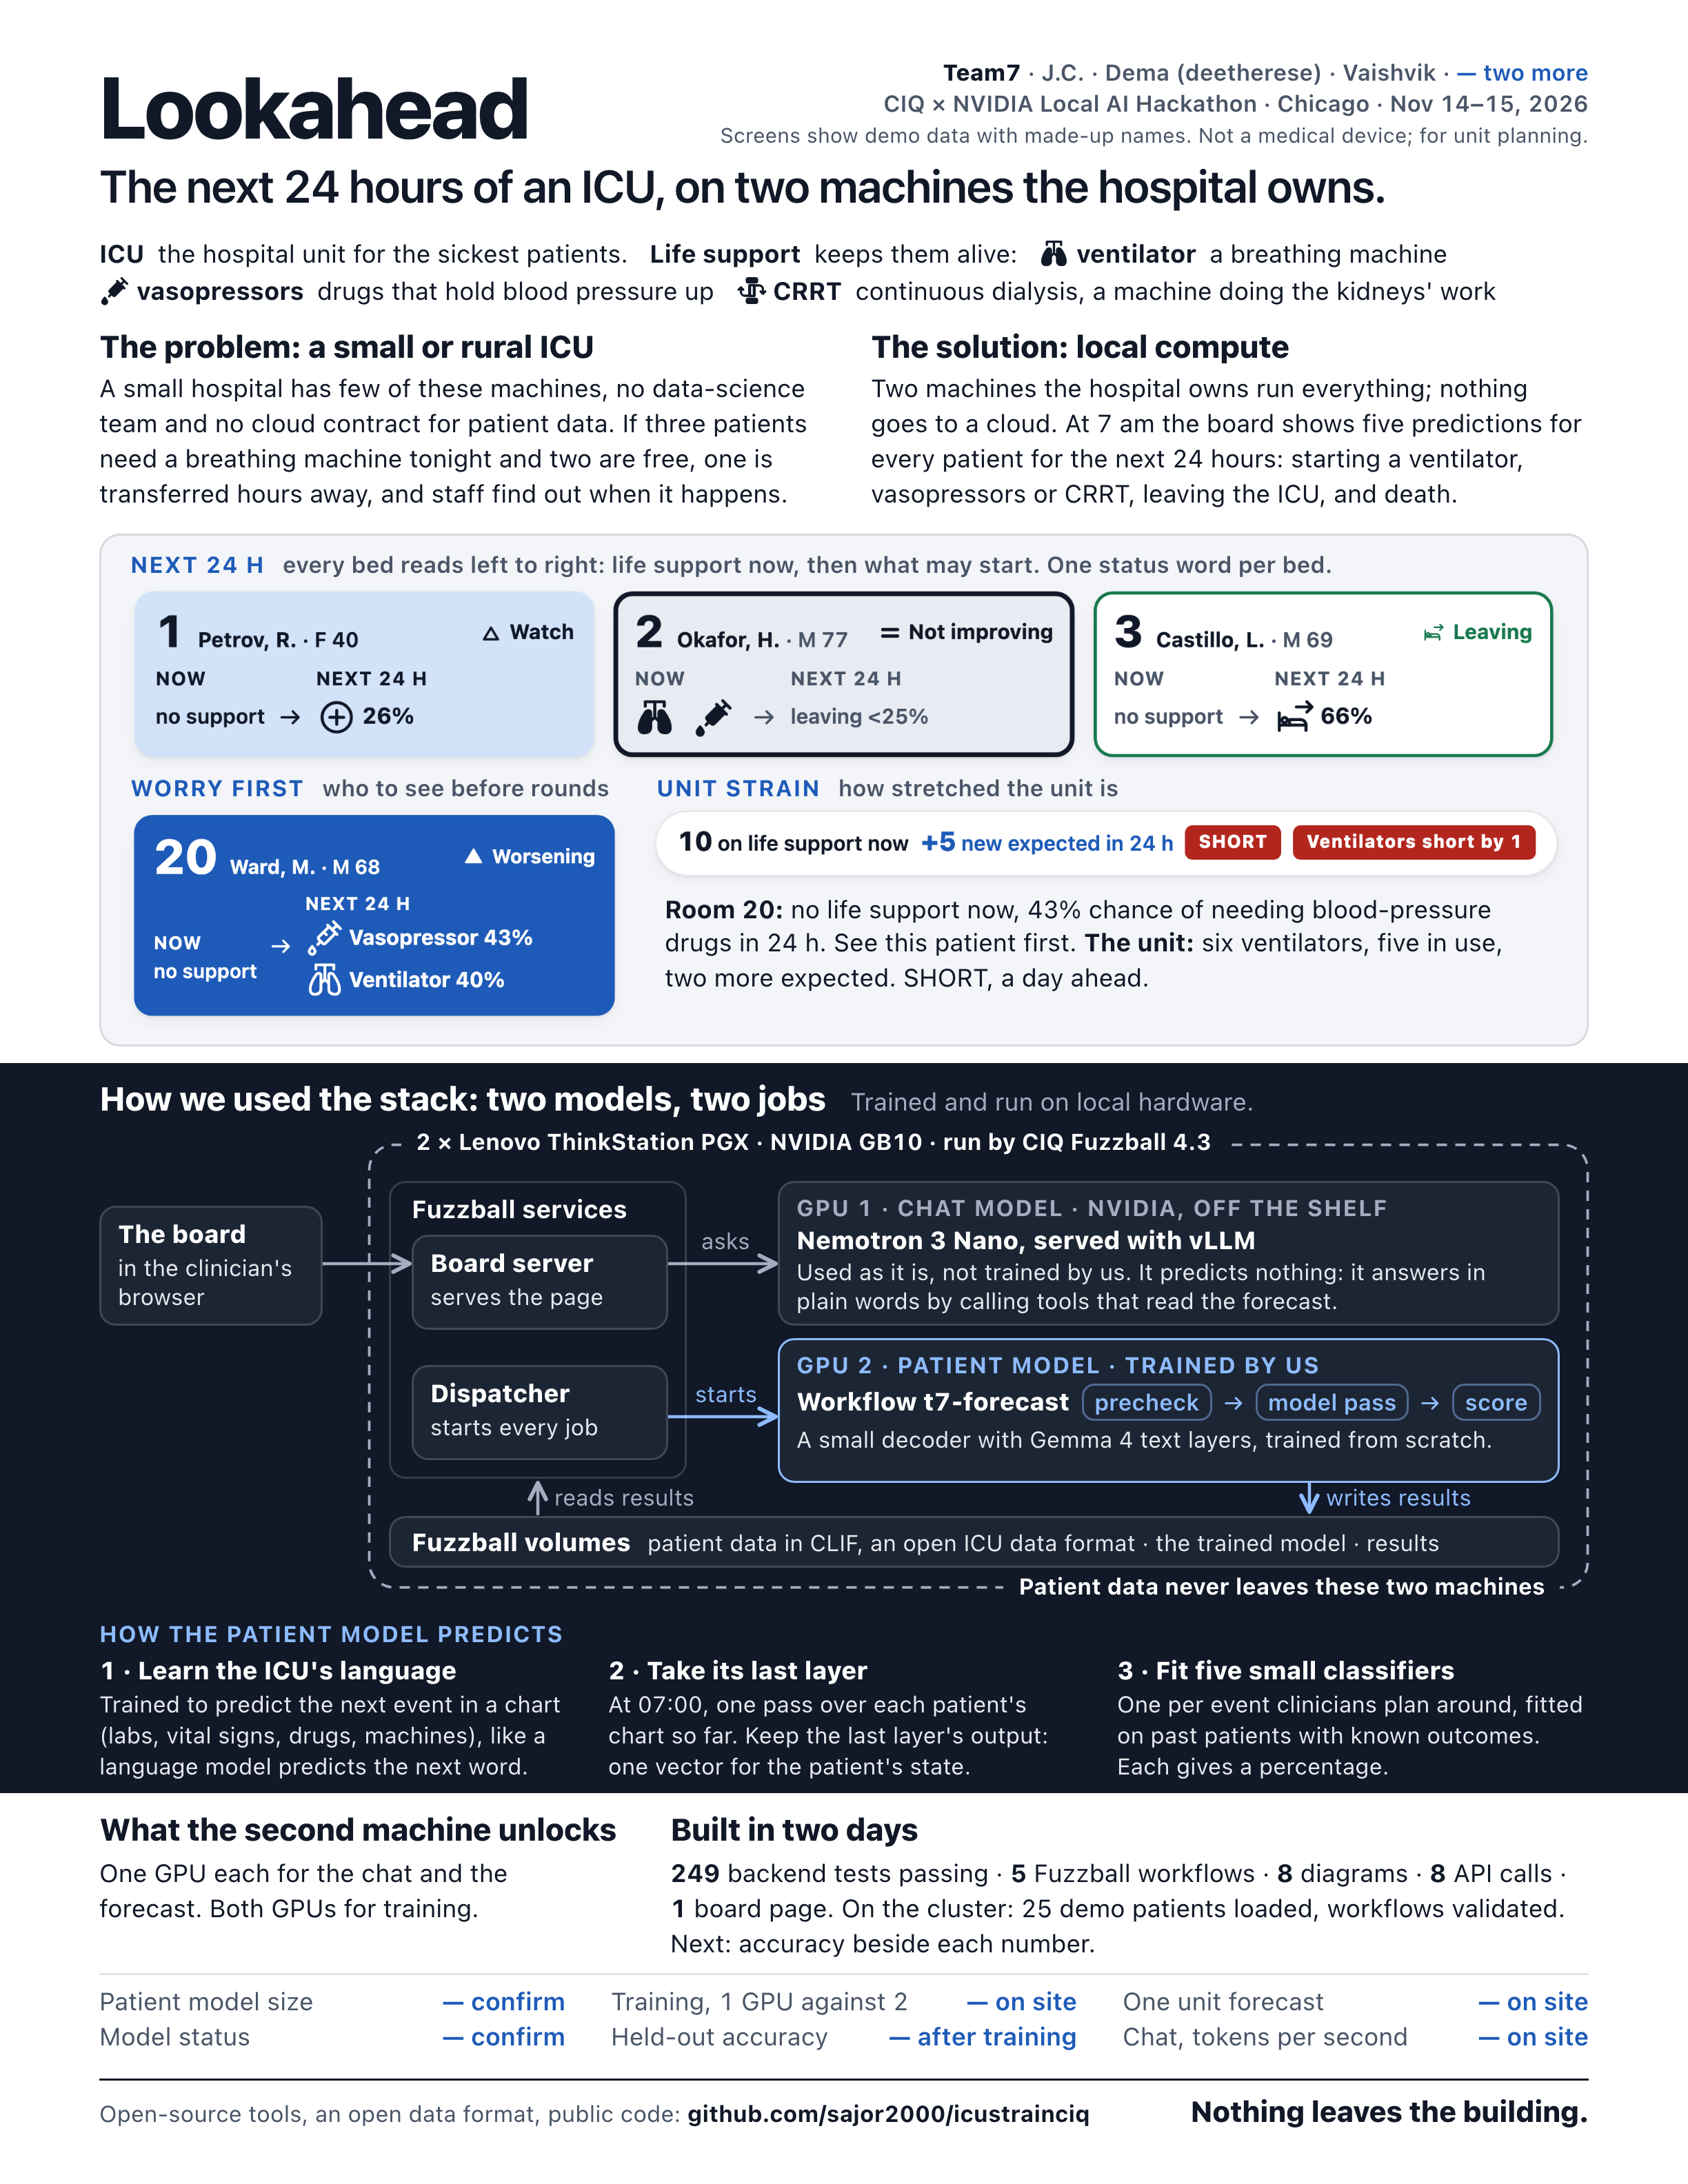 Lookahead
Team7 · J.C. · Dema (deetherese) · Vaishvik · — two more
CIQ × NVIDIA Local AI Hackathon · Chicago · Nov 14–15, 2026
Screens show demo data with made-up names. Not a medical device; for unit planning.
The next 24 hours of an ICU, on two machines the hospital owns.
ICU the hospital unit for the sickest patients. Life support keeps them alive: ventilator a breathing machine
vasopressors drugs that hold blood pressure up CRRT continuous dialysis, a machine doing the kidneys' work
The problem: a small or rural ICU
A small hospital has few of these machines, no data-science
team and no cloud contract for patient data. If three patients
need a breathing machine tonight and two are free, one is
transferred hours away, and staff find out when it happens.
The solution: local compute
Two machines the hospital owns run everything; nothing
goes to a cloud. At 7 am the board shows five predictions for
every patient for the next 24 hours: starting a ventilator,
vasopressors or CRRT, leaving the ICU, and death.
NEXT 24 H every bed reads left to right: life support now, then what may start. One status word per bed.
1 Petrov, R. · F 40 Watch
NOW NEXT 24 H
no support → 26%
2 Okafor, H. · M 77 = Not improving
NOW NEXT 24 H
→ leaving <25%
3 Castillo, L. · M 69 Leaving
NOW NEXT 24 H
no support → 66%
WORRY FIRST who to see before rounds
20 Ward, M. · M 68 Worsening
NEXT 24 H
NOW → Vasopressor 43%
no support Ventilator 40%
UNIT STRAIN how stretched the unit is
10 on life support now +5 new expected in 24 h SHORT Ventilators short by 1
Room 20: no life support now, 43% chance of needing blood-pressure
drugs in 24 h. See this patient first. The unit: six ventilators, five in use,
two more expected. SHORT, a day ahead.
How we used the stack: two models, two jobs Trained and run on local hardware.
2 × Lenovo ThinkStation PGX · NVIDIA GB10 · run by CIQ Fuzzball 4.3
The board
in the clinician's
browser
Fuzzball services
Board server
serves the page
Dispatcher
starts every job
asks
starts
GPU 1 · CHAT MODEL · NVIDIA, OFF THE SHELF
Nemotron 3 Nano, served with vLLM
Used as it is, not trained by us. It predicts nothing: it answers in
plain words by calling tools that read the forecast.
GPU 2 · PATIENT MODEL · TRAINED BY US
Workflow t7-forecast precheck → model pass → score
A small decoder with Gemma 4 text layers, trained from scratch.
reads results
writes results
Fuzzball volumes patient data in CLIF, an open ICU data format · the trained model · results
Patient data never leaves these two machines
HOW THE PATIENT MODEL PREDICTS
1 · Learn the ICU's language
Trained to predict the next event in a chart
(labs, vital signs, drugs, machines), like a
language model predicts the next word.
2 · Take its last layer
At 07:00, one pass over each patient's
chart so far. Keep the last layer's output:
one vector for the patient's state.
3 · Fit five small classifiers
One per event clinicians plan around, fitted
on past patients with known outcomes.
Each gives a percentage.
What the second machine unlocks
One GPU each for the chat and the
forecast. Both GPUs for training.
Built in two days
249 backend tests passing · 5 Fuzzball workflows · 8 diagrams · 8 API calls ·
1 board page. On the cluster: 25 demo patients loaded, workflows validated.
Next: accuracy beside each number.
Patient model size — confirm
Training, 1 GPU against 2 — on site
One unit forecast — on site
Model status — confirm
Held-out accuracy — after training
Chat, tokens per second — on site
Open-source tools, an open data format, public code: github.com/sajor2000/icustrainciq
Nothing leaves the building.